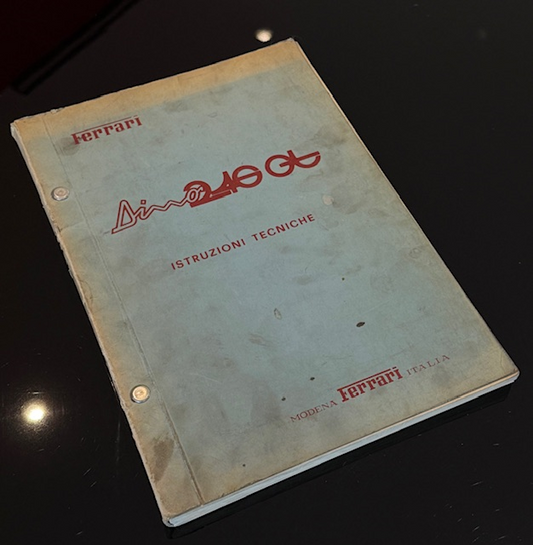 Ferrari
Dino 246 GT
ISTRUZIONI TECNICHE
MODENA Ferrari ITALIA